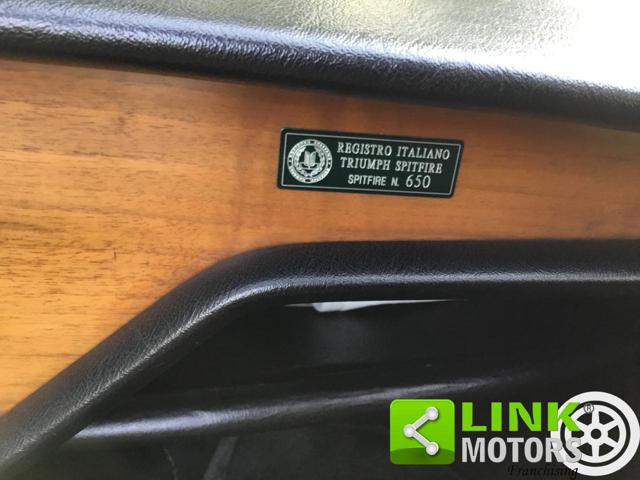 REGISTRO ITALIANO
TRIUMPH SPITFIRE
SPITFIRE N. 650
LINK
MOTORS
Franchising